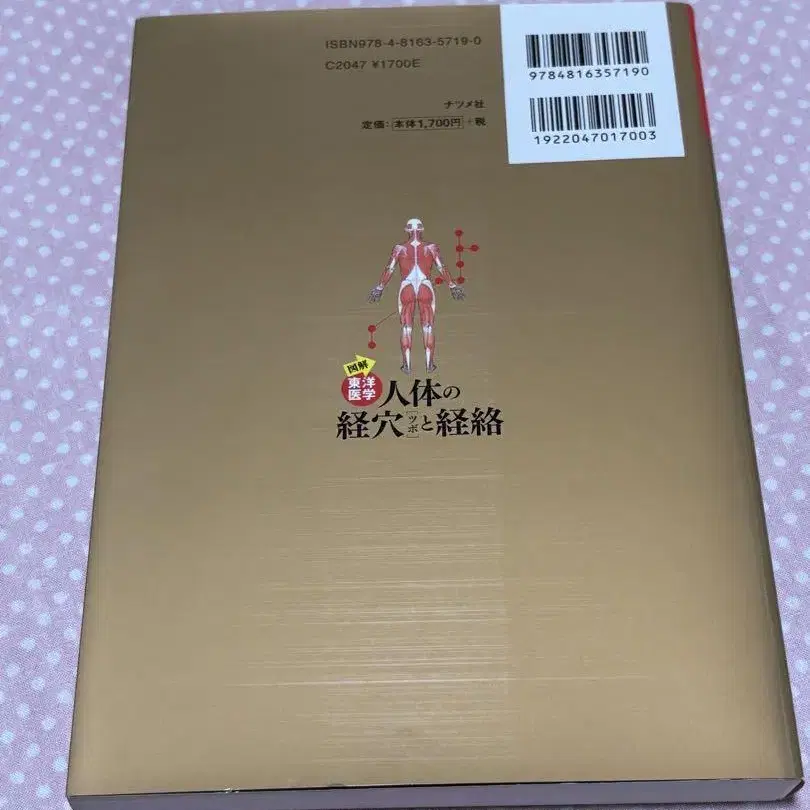 ISBN978-4-8163-5719-0
C2047 ¥1700E
ナツメ社
定価：本体1,700円＋税
9784816357190
1922047017003
図解
東洋
医学
人体の
経穴[ツボ]と経絡